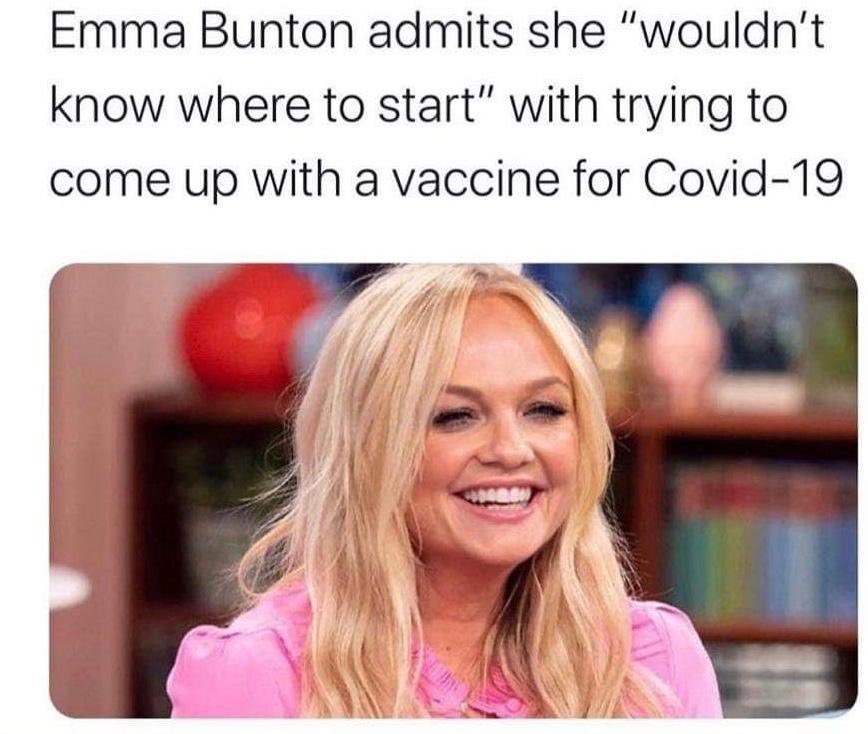 Emma Bunton admits she "wouldn't
know where to start" with trying to
come up with a vaccine for Covid-19